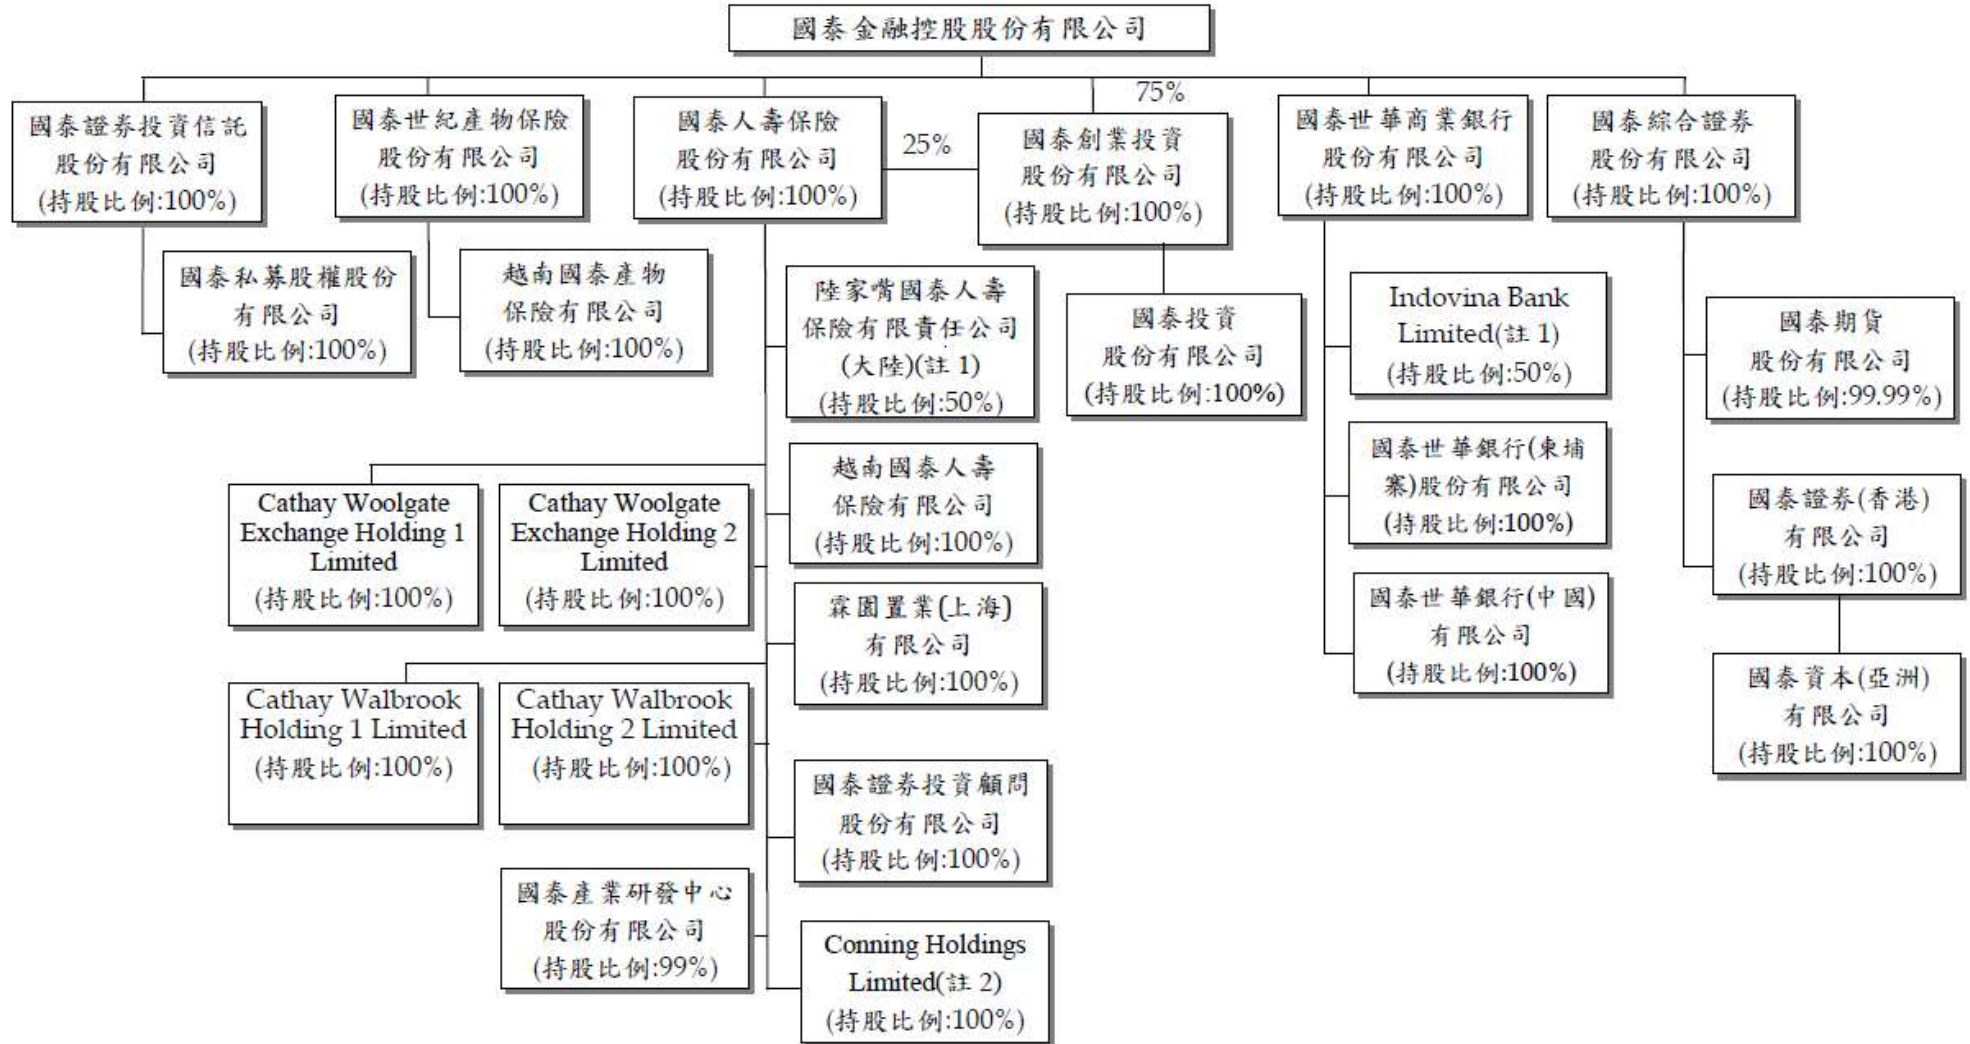 國泰金融控股股份有限公司
75%
25%
國泰證券投資信託
股份有限公司
(持股比例:100%)
國泰世紀產物保險
股份有限公司
(持股比例:100%)
國泰人壽保險
股份有限公司
(持股比例:100%)
國泰創業投資
股份有限公司
(持股比例:100%)
國泰世華商業銀行
股份有限公司
(持股比例:100%)
國泰綜合證券
股份有限公司
(持股比例:100%)
國泰私募股權股份
有限公司
(持股比例:100%)
越南國泰產物
保險有限公司
(持股比例:100%)
陸家嘴國泰人壽
保險有限責任公司
(大陸)(註 1)
(持股比例:50%)
國泰投資
股份有限公司
(持股比例:100%)
Indovina Bank
Limited(註 1)
(持股比例:50%)
國泰期貨
股份有限公司
(持股比例:99.99%)
Cathay Woolgate
Exchange Holding 1
Limited
(持股比例:100%)
Cathay Woolgate
Exchange Holding 2
Limited
(持股比例:100%)
越南國泰人壽
保險有限公司
(持股比例:100%)
國泰世華銀行(柬埔
寨)股份有限公司
(持股比例:100%)
國泰證券(香港)
有限公司
(持股比例:100%)
霖園置業(上海)
有限公司
(持股比例:100%)
國泰世華銀行(中國)
有限公司
(持股比例:100%)
國泰資本(亞洲)
有限公司
(持股比例:100%)
Cathay Walbrook
Holding 1 Limited
(持股比例:100%)
Cathay Walbrook
Holding 2 Limited
(持股比例:100%)
國泰證券投資顧問
股份有限公司
(持股比例:100%)
國泰產業研發中心
股份有限公司
(持股比例:99%)
Conning Holdings
Limited(註 2)
(持股比例:100%)